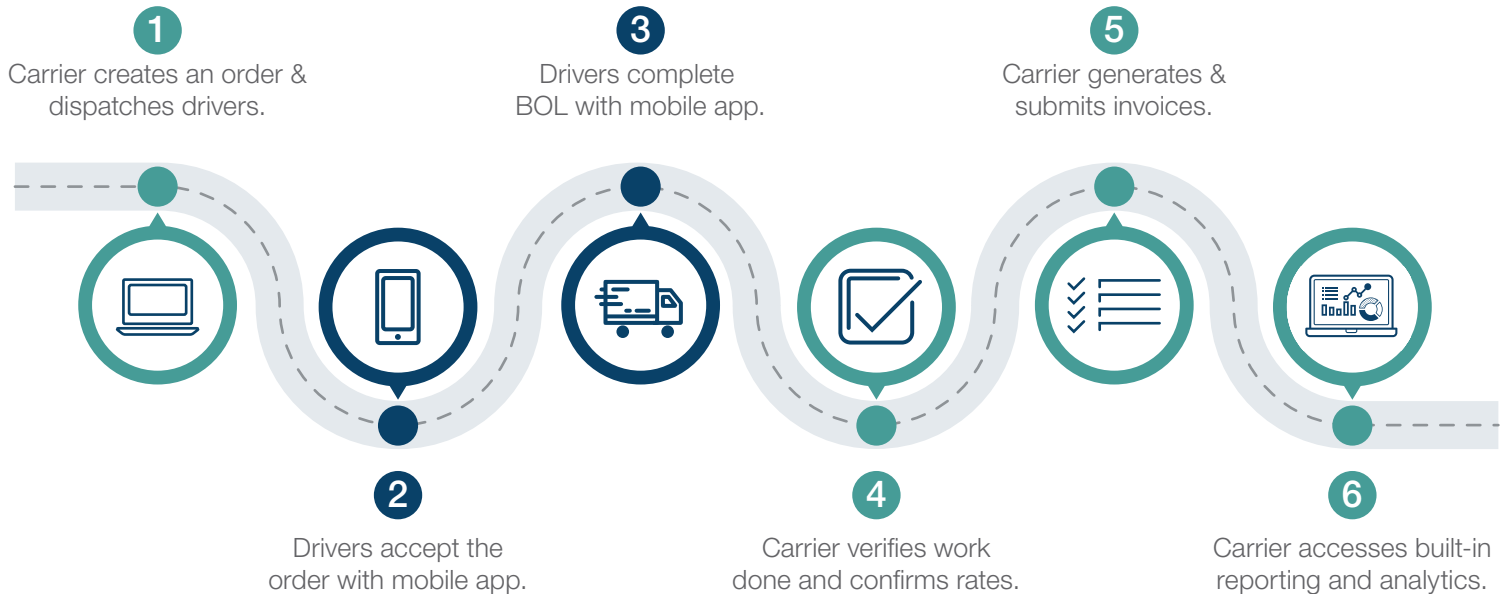 1
Carrier creates an order &
dispatches drivers.
2
Drivers accept the
order with mobile app.
3
Drivers complete
BOL with mobile app.
4
Carrier verifies work
done and confirms rates.
5
Carrier generates &
submits invoices.
6
Carrier accesses built-in
reporting and analytics.